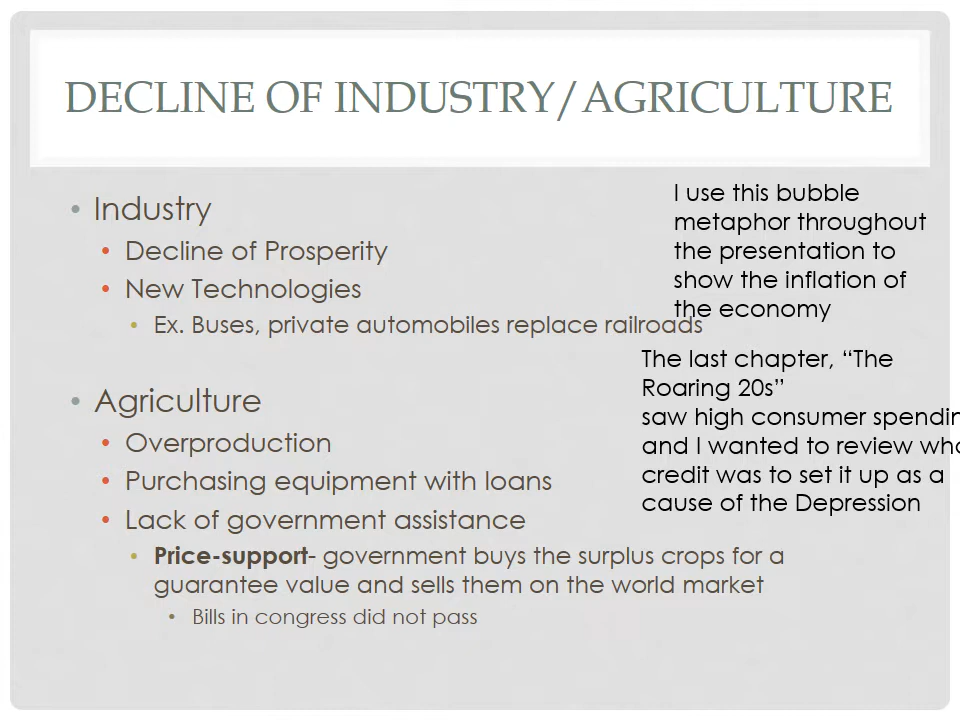 DECLINE OF INDUSTRY/AGRICULTURE
• Industry
• Decline of Prosperity
• New Technologies
• Ex. Buses, private automobiles replace railroads
• Agriculture
• Overproduction
• Purchasing equipment with loans
• Lack of government assistance
• Price-support- government buys the surplus crops for a
guarantee value and sells them on the world market
• Bills in congress did not pass
I use this bubble
metaphor throughout
the presentation to
show the inflation of
the economy
The last chapter, “The
Roaring 20s”
saw high consumer spendin
and I wanted to review wh
credit was to set it up as a
cause of the Depression